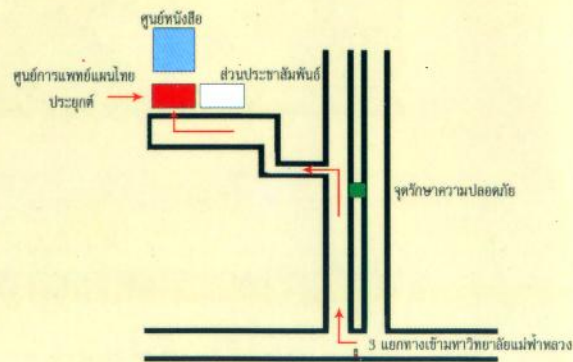 ศูนย์หนังสือ
ศูนย์การแพทย์แผนไทย
ประยุกต์
ส่วนประชาสัมพันธ์
จุดรักษาความปลอดภัย
3 แยกทางเข้ามหาวิทยาลัยแม่ฟ้าหลวง